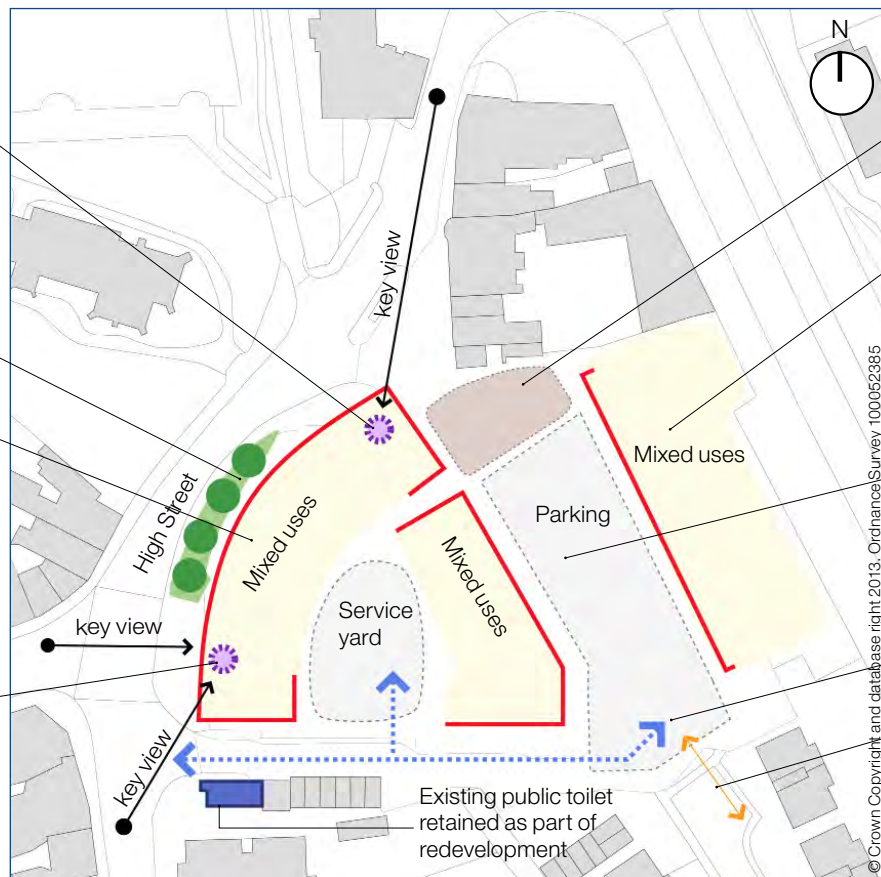 N
key view
High Street
Mixed uses
Mixed uses
Parking
Service
yard
Mixed uses
key view
key view
Existing public toilet
retained as part of
redevelopment
© Crown Copyright and database right 2013. Ordnance Survey 100052385